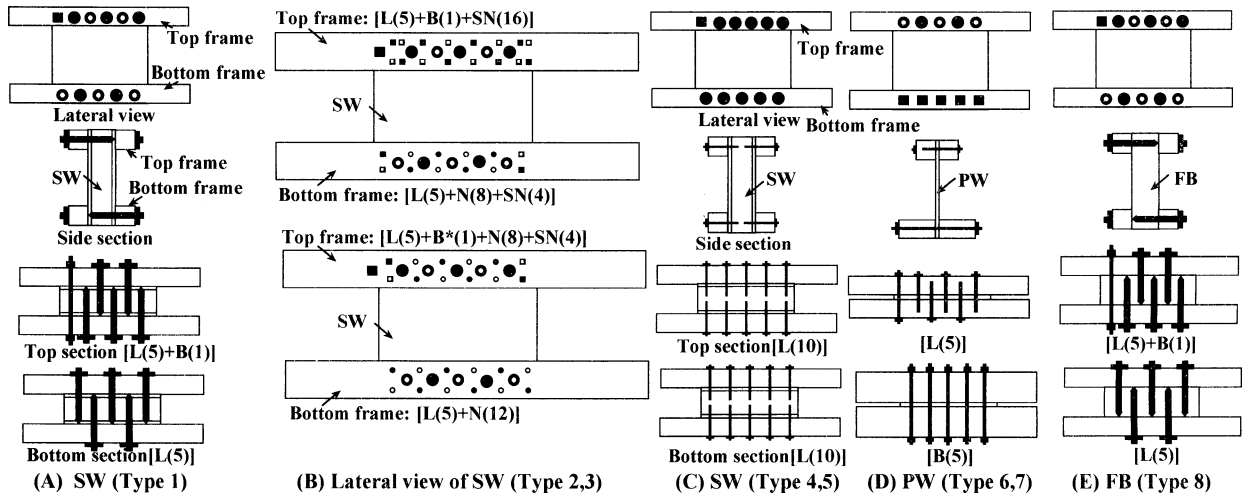 Top frame
Bottom frame
Lateral view
Top frame
SW
Bottom frame
Side section
Top section [L(5)+B(1)]
Bottom section[L(5)]
(A) SW (Type 1)
Top frame: [L(5)+B(1)+SN(16)]
SW
Bottom frame: [L(5)+N(8)+SN(4)]
Top frame: [L(5)+B*(1)+N(8)+SN(4)]
SW
Bottom frame: [L(5)+N(12)]
(B) Lateral view of SW (Type 2,3)
Top frame
Lateral view
Bottom frame
SW
Side section
Top section[L(10)]
Bottom section[L(10)]
(C) SW (Type 4,5)
PW
[L(5)]
[B(5)]
(D) PW (Type 6,7)
FB
[L(5)+B(1)]
[L(5)]
(E) FB (Type 8)